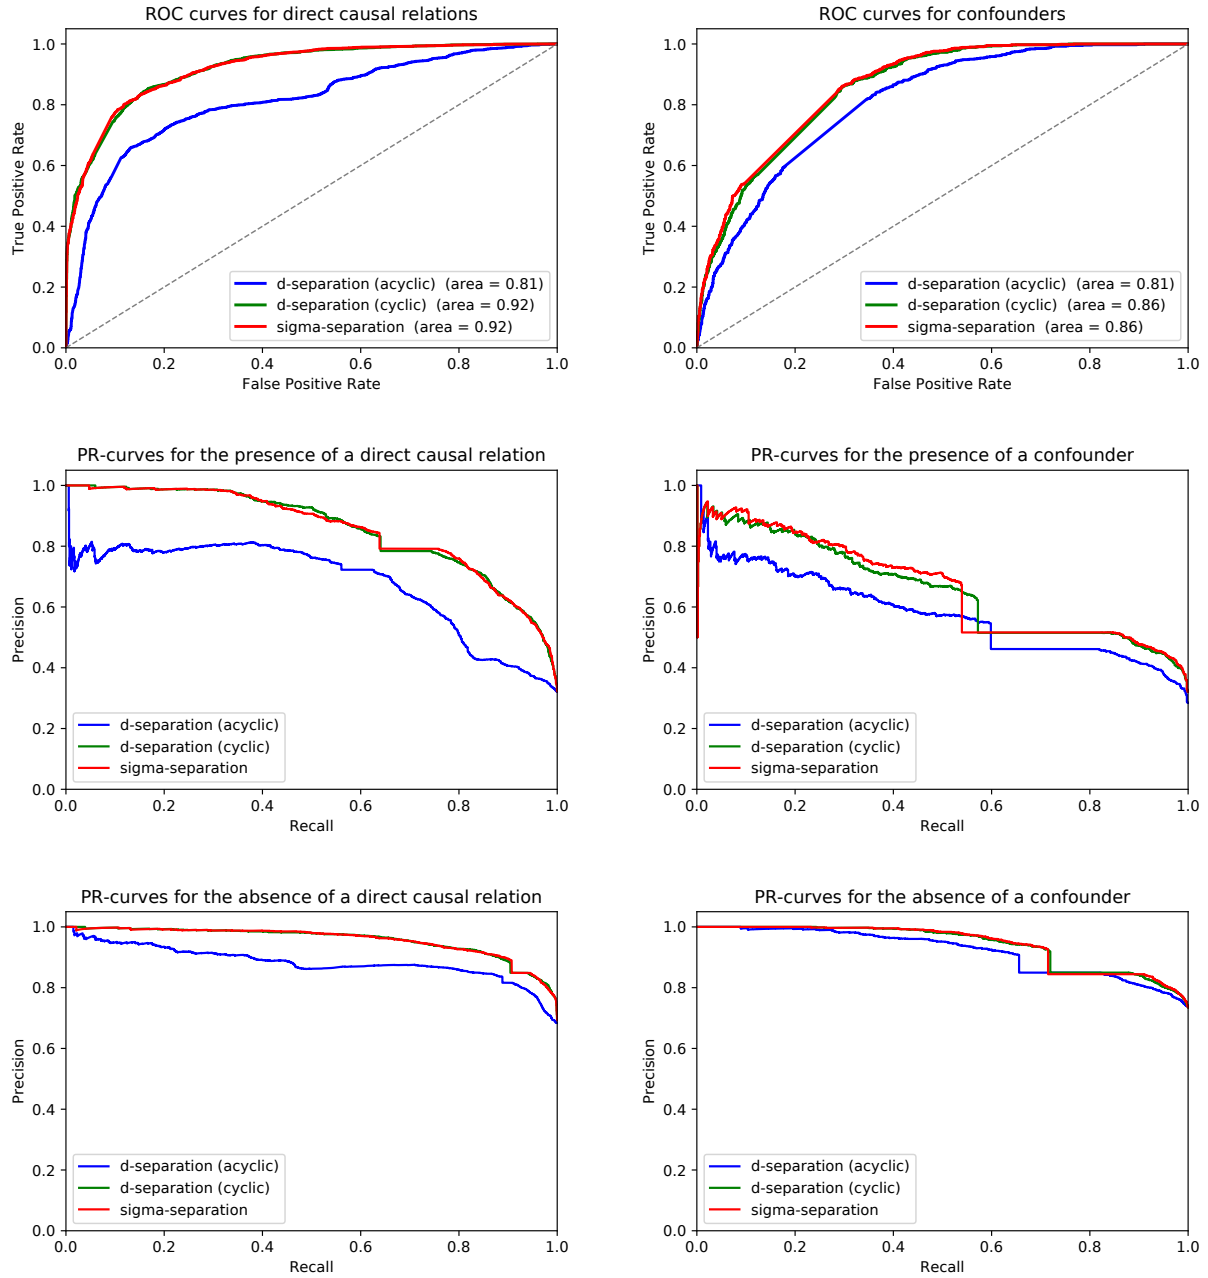 ROC curves for direct causal relations
True Positive Rate
1.0
0.8
0.6
0.4
0.2
0.0
d-separation (acyclic) (area = 0.81)
d-separation (cyclic) (area = 0.92)
sigma-separation (area = 0.92)
0.0 0.2 0.4 0.6 0.8 1.0
False Positive Rate
ROC curves for confounders
True Positive Rate
1.0
0.8
0.6
0.4
0.2
0.0
d-separation (acyclic) (area = 0.81)
d-separation (cyclic) (area = 0.86)
sigma-separation (area = 0.86)
0.0 0.2 0.4 0.6 0.8 1.0
False Positive Rate
PR-curves for the presence of a direct causal relation
Precision
1.0
0.8
0.6
0.4
0.2
0.0
d-separation (acyclic)
d-separation (cyclic)
sigma-separation
0.0 0.2 0.4 0.6 0.8 1.0
Recall
PR-curves for the presence of a confounder
Precision
1.0
0.8
0.6
0.4
0.2
0.0
d-separation (acyclic)
d-separation (cyclic)
sigma-separation
0.0 0.2 0.4 0.6 0.8 1.0
Recall
PR-curves for the absence of a direct causal relation
Precision
1.0
0.8
0.6
0.4
0.2
0.0
d-separation (acyclic)
d-separation (cyclic)
sigma-separation
0.0 0.2 0.4 0.6 0.8 1.0
Recall
PR-curves for the absence of a confounder
Precision
1.0
0.8
0.6
0.4
0.2
0.0
d-separation (acyclic)
d-separation (cyclic)
sigma-separation
0.0 0.2 0.4 0.6 0.8 1.0
Recall